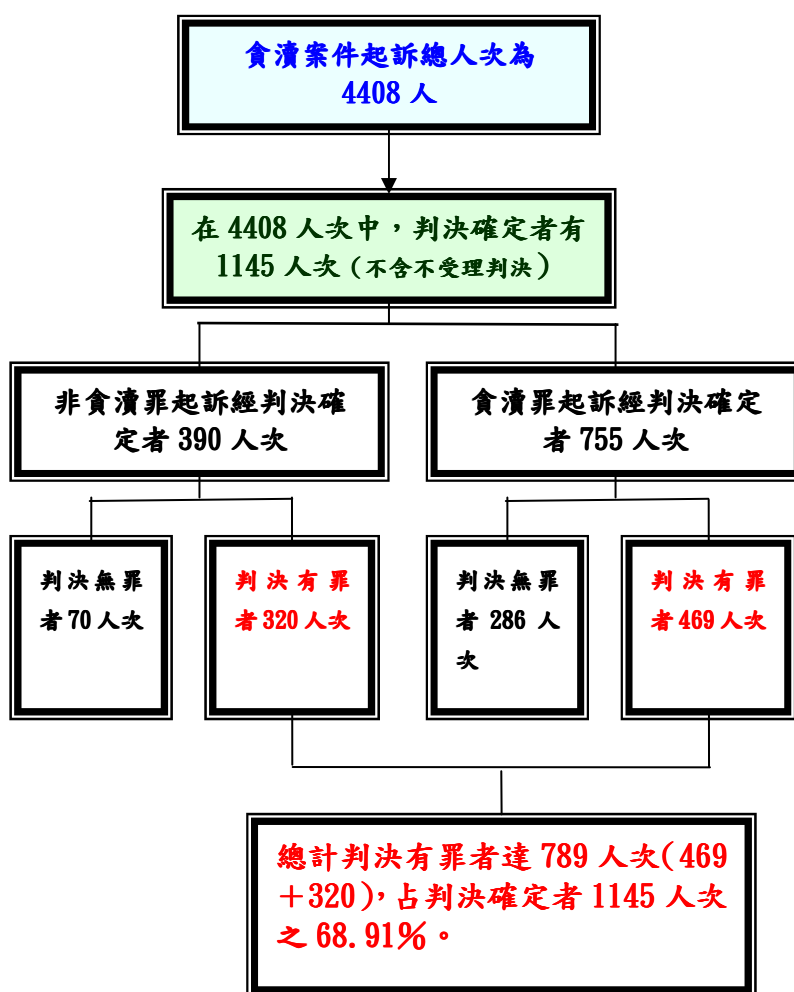 貪瀆案件起訴總人次為
4408 人
在 4408 人次中，判決確定者有
1145 人次（不含不受理判決）
非貪瀆罪起訴經判決確
定者 390 人次
貪瀆罪起訴經判決確定
者 755 人次
判決無罪
者 70 人次
判決有罪
者 320 人次
判決無罪
者 286 人
次
判決有罪
者 469 人次
總計判決有罪者達 789 人次(469
＋320)，占判決確定者 1145 人次
之 68.91％。